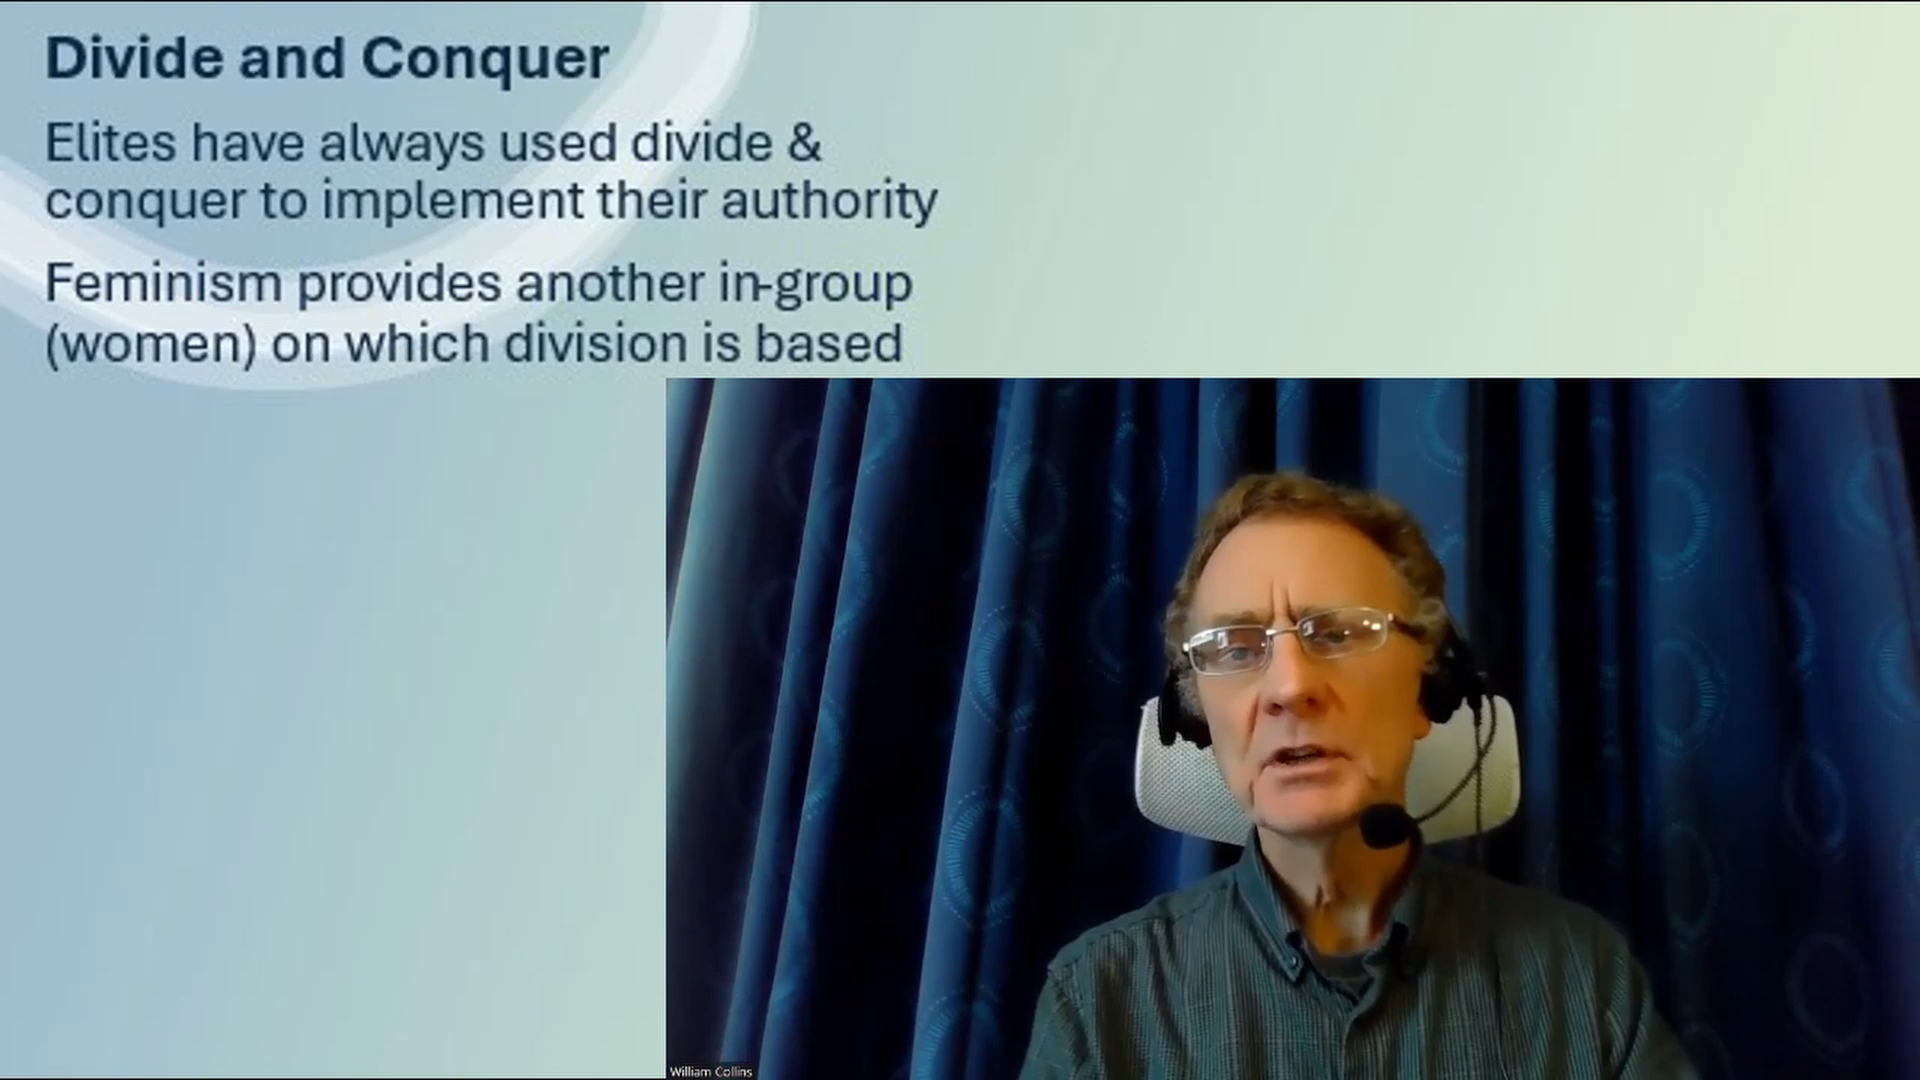 Divide and Conquer
Elites have always used divide &
conquer to implement their authority
Feminism provides another in-group
(women) on which division is based
William Collins